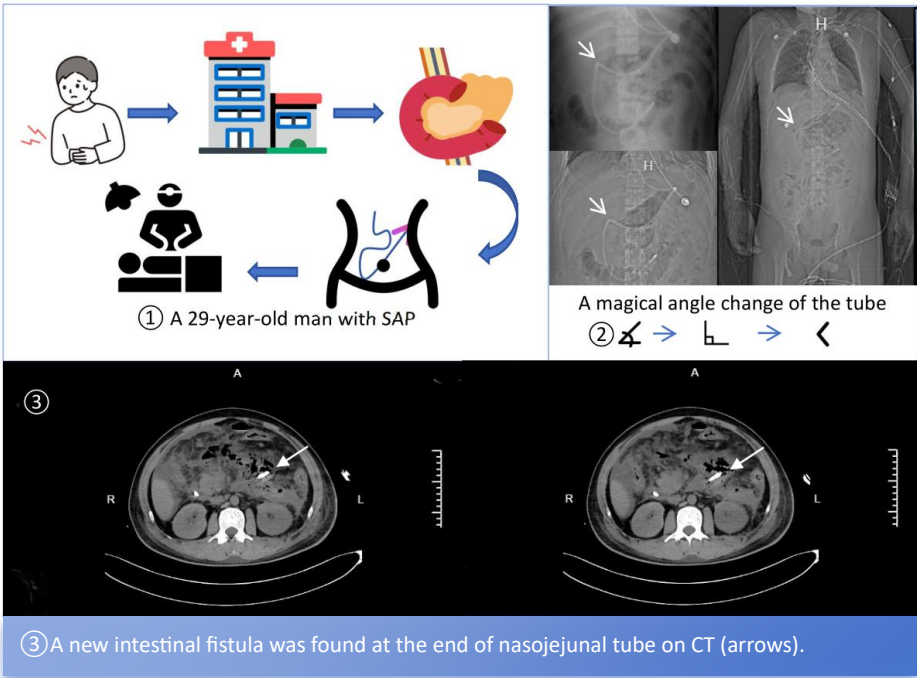 ① A 29-year-old man with SAP
H
H
A magical angle change of the tube
②
③
A
A
R
L
R
L
③A new intestinal fistula was found at the end of nasojejunal tube on CT (arrows).